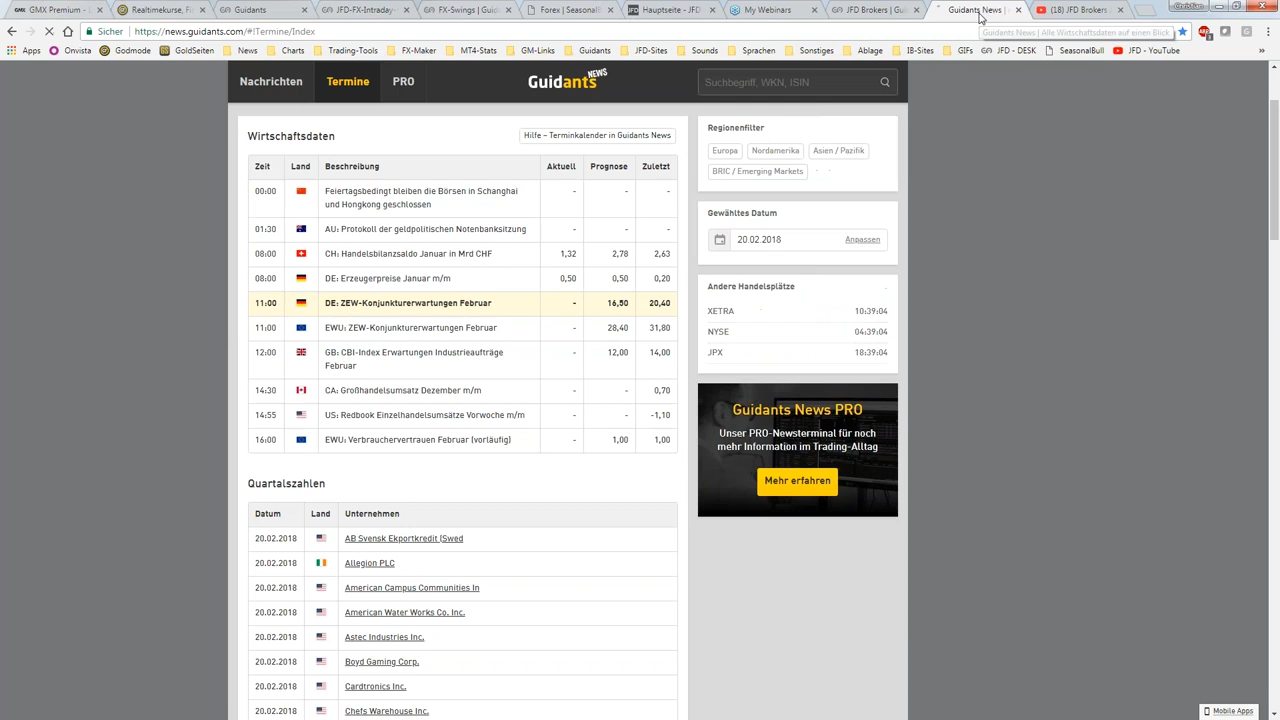 GMX Premium - E-M
Realtimekurse, F
Guidants
JFD-FX-Intraday-
FX-Swings | Guid
Forex | SeasonalB
Hauptseite - JFD
My Webinars
JFD Brokers | Gu
Guidants News |
(18) JFD Brokers
Christian
Sicher
https://news.guidants.com/#!Termine/Index
Guidants News | Alle Wirtschaftsdaten auf einen Blick
Apps
Onvista
Godmode
GoldSeiten
News
Charts
Trading-Tools
FX-Maker
MT4-Stats
GM-Links
Guidants
JFD-Sites
Sounds
Sprachen
Sonstiges
Ablage
IB-Sites
GIFs
JFD - DESK
SeasonalBull
JFD - YouTube
»
Nachrichten
Termine
PRO
Guidants NEWS
Suchbegriff, WKN, ISIN
Wirtschaftsdaten
Hilfe – Terminkalender in Guidants News
Zeit Land Beschreibung Aktuell Prognose Zuletzt
00:00 Feiertagsbedingt bleiben die Börsen in Schanghai - - -
und Hongkong geschlossen
01:30 AU: Protokoll der geldpolitischen Notenbanksitzung - - -
08:00 CH: Handelsbilanzsaldo Januar in Mrd CHF 1,32 2,78 2,63
08:00 DE: Erzeugerpreise Januar m/m 0,50 0,50 0,20
11:00 DE: ZEW-Konjunkturerwartungen Februar - 16,50 20,40
11:00 EWU: ZEW-Konjunkturerwartungen Februar - 28,40 31,80
12:00 GB: CBI-Index Erwartungen Industrieaufträge - 12,00 14,00
Februar
14:30 CA: Großhandelsumsatz Dezember m/m - - 0,70
14:55 US: Redbook Einzelhandelsumsätze Vorwoche m/m - - -1,10
16:00 EWU: Verbrauchervertrauen Februar (vorläufig) - 1,00 1,00
Quartalszahlen
Datum Land Unternehmen
20.02.2018 AB Svensk Ekportkredit (Swed
20.02.2018 Allegion PLC
20.02.2018 American Campus Communities In
20.02.2018 American Water Works Co. Inc.
20.02.2018 Astec Industries Inc.
20.02.2018 Boyd Gaming Corp.
20.02.2018 Cardtronics Inc.
20.02.2018 Chefs Warehouse Inc.
Regionenfilter
Europa
Nordamerika
Asien / Pazifik
BRIC / Emerging Markets
Gewähltes Datum
20.02.2018 Anpassen
Andere Handelsplätze
XETRA 10:39:04
NYSE 04:39:04
JPX 18:39:04
Guidants News PRO
Unser PRO-Newsterminal für noch
mehr Information im Trading-Alltag
Mehr erfahren
Mobile Apps